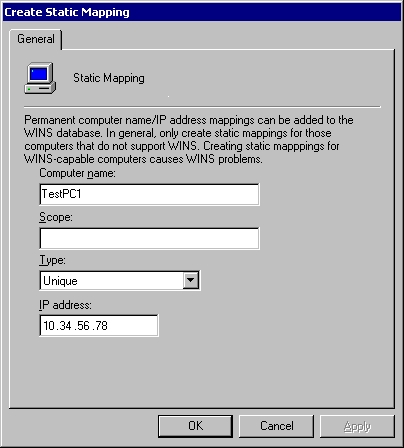 Create Static Mapping
General
Static Mapping
Permanent computer name/IP address mappings can be added to the
WINS database. In general, only create static mappings for those
computers that do not support WINS. Creating static mapppings for
WINS-capable computers causes WINS problems.
Computer name:
TestPC1
Scope:
Type:
Unique
IP address:
10 .34 .56 .78
OK
Cancel
Apply